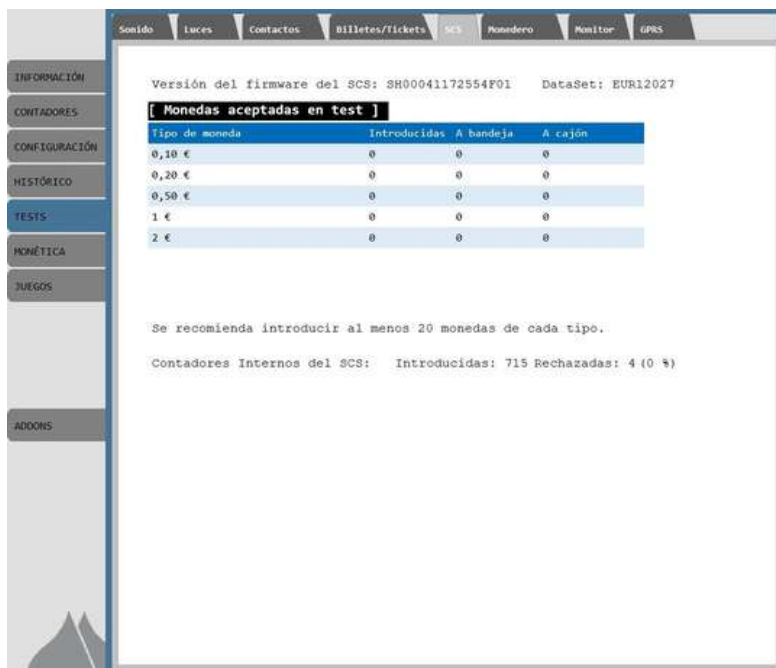 Sonido Luces Contactos Billetes/Tickets SCS Monedero Monitor GPRS
INFORMACIÓN
CONTADORES
CONFIGURACIÓN
HISTÓRICO
TESTS
MONÉTICA
JUEGOS
ADDONS
Versión del firmware del SCS: SH00041172554F01 DataSet: EUR12027
[ Monedas aceptadas en test ]
Tipo de moneda Introducidas A bandeja A cajón
0,10 € 0 0 0
0,20 € 0 0 0
0,50 € 0 0 0
1 € 0 0 0
2 € 0 0 0
Se recomienda introducir al menos 20 monedas de cada tipo.
Contadores Internos del SCS: Introducidas: 715 Rechazadas: 4 (0 %)